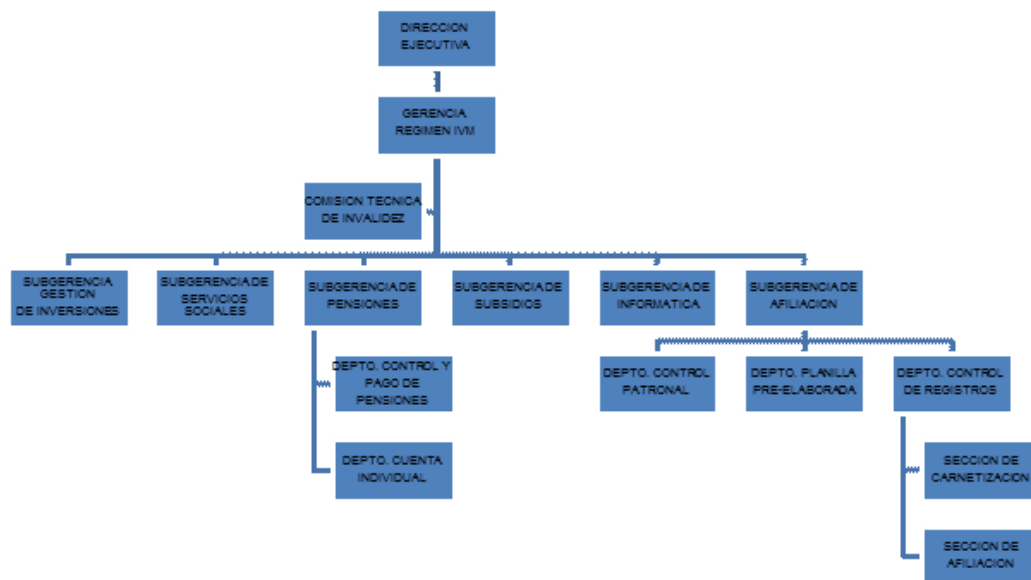 DIRECCION
EJECUTIVA
GERENCIA
REGIMEN IVM
COMISION TECNICA
DE INVALIDEZ
SUBGERENCIA
GESTION
DE INVERSIONES
SUBGERENCIA DE
SERVICIOS
SOCIALES
SUBGERENCIA DE
PENSIONES
SUBGERENCIA DE
SUBSIDIOS
SUBGERENCIA DE
INFORMATICA
SUBGERENCIA DE
AFILIACION
DEPTO. CONTROL Y
PAGO DE
PENSIONES
DEPTO. CUENTA
INDIVIDUAL
DEPTO. CONTROL
PATRONAL
DEPTO. PLANILLA
PRE-ELABORADA
DEPTO. CONTROL
DE REGISTROS
SECCION DE
CARNETIZACION
SECCION DE
AFILIACION